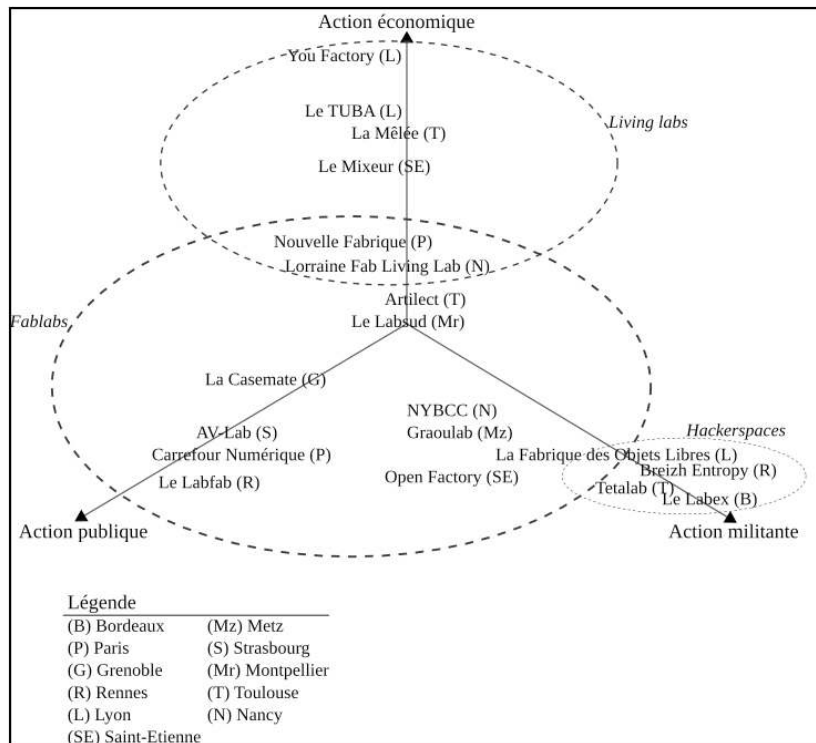 Action économique
You Factory (L)
Le TUBA (L)
Living labs
La Mêlée (T)
Le Mixeur (SE)
Nouvelle Fabrique (P)
Lorraine Fab Living Lab (N)
Artilect (T)
Fablabs
Le Labsud (Mr)
La Casemate (G)
NYBCC (N)
AV-Lab (S)
Graoulab (Mz)
Hackerspaces
Carrefour Numérique (P)
La Fabrique des Objets Libres (L)
Breizh Entropy (R)
Open Factory (SE)
Le Labfab (R)
Tetalab (T)
Le Labex (B)
Action publique
Action militante
Légende
(B) Bordeaux
(Mz) Metz
(P) Paris
(S) Strasbourg
(G) Grenoble
(Mr) Montpellier
(R) Rennes
(T) Toulouse
(L) Lyon
(N) Nancy
(SE) Saint-Etienne